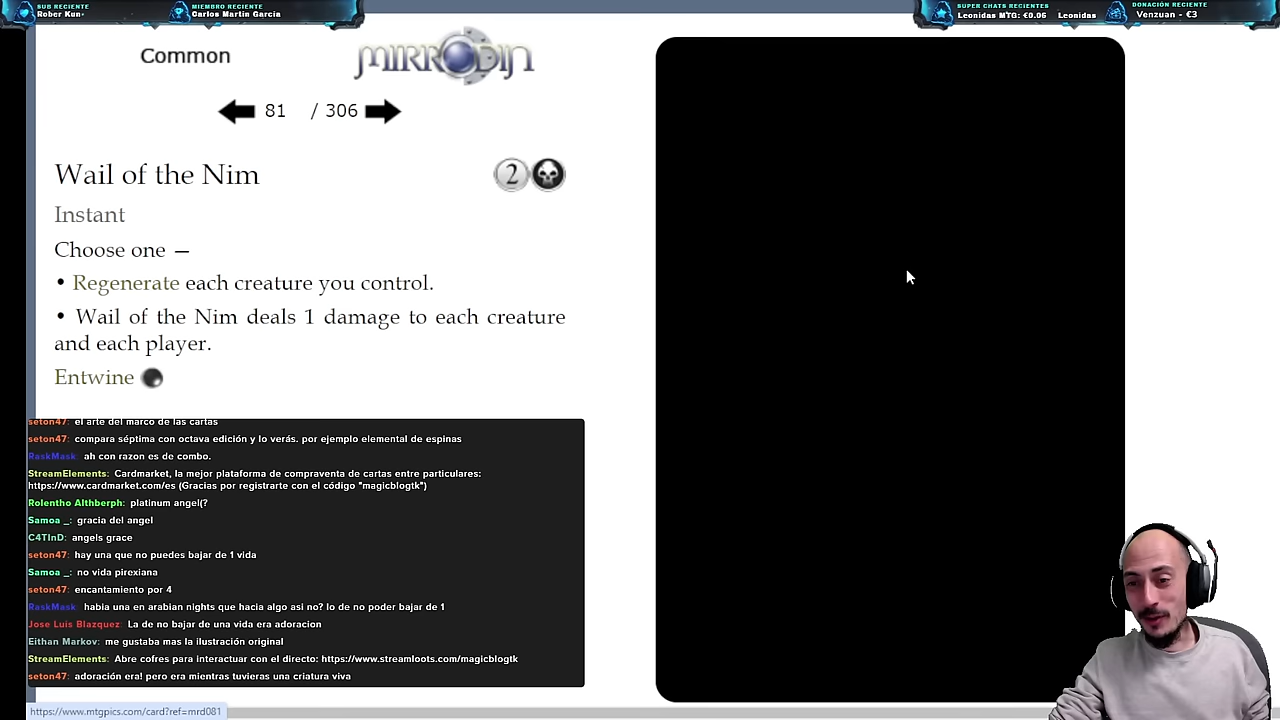 SUB RECIENTE
Rober Kun-
MIEMBRO RECIENTE
Carlos Martin Garcia
SUPER CHATS RECIENTES
Leonidas MTG: €0.05 Leonidas
DONACIÓN RECIENTE
Venzuan - €3
Common
MIRRODIN
81 / 306
Wail of the Nim
2
Instant
Choose one —
• Regenerate each creature you control.
• Wail of the Nim deals 1 damage to each creature
and each player.
Entwine
seton47: el arte del marco de las cartas
seton47: compara séptima con octava edición y lo verás. por ejemplo elemental de espinas
RaskMask: ah con razon es de combo.
StreamElements: Cardmarket, la mejor plataforma de compraventa de cartas entre particulares:
https://www.cardmarket.com/es (Gracias por registrarte con el código "magicblogtk")
Rolentho Althberph: platinum angel(?
Samoa _: gracia del angel
C4TInD: angels grace
seton47: hay una que no puedes bajar de 1 vida
Samoa _: no vida pirexiana
seton47: encantamiento por 4
RaskMask: habia una en arabian nights que hacia algo asi no? lo de no poder bajar de 1
Jose Luis Blazquez: La de no bajar de una vida era adoracion
Eithan Markov: me gustaba mas la ilustración original
StreamElements: Abre cofres para interactuar con el directo: https://www.streamloots.com/magicblogtk
seton47: adoración era! pero era mientras tuvieras una criatura viva
https://www.mtgpics.com/card?ref=mrd081